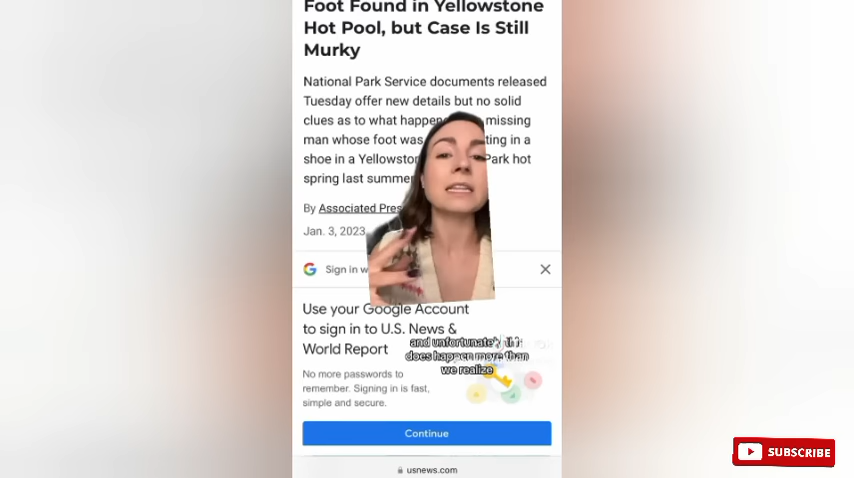 Foot Found in Yellowstone
Hot Pool, but Case Is Still
Murky
National Park Service documents released
Tuesday offer new details but no solid
clues as to what missing
man whose foot was ting in a
shoe in a Park hot
spring last summe
By Associated Pres
Jan. 3, 2023
Sign in w
Use your Google Account
to sign in to U.S. News &
World Report
No more passwords to
remember. Signing in is fast,
simple and secure.
and
does happen more than
we realize
Continue
usnews.com
SUBSCRIBE